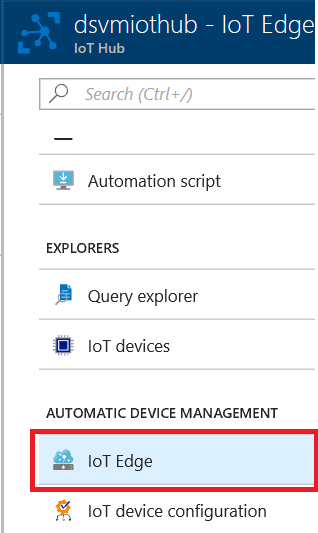 dsvmiothub - IoT Edge
IoT Hub
Search (Ctrl+/)
Automation script
EXPLORERS
Query explorer
IoT devices
AUTOMATIC DEVICE MANAGEMENT
IoT Edge
IoT device configuration